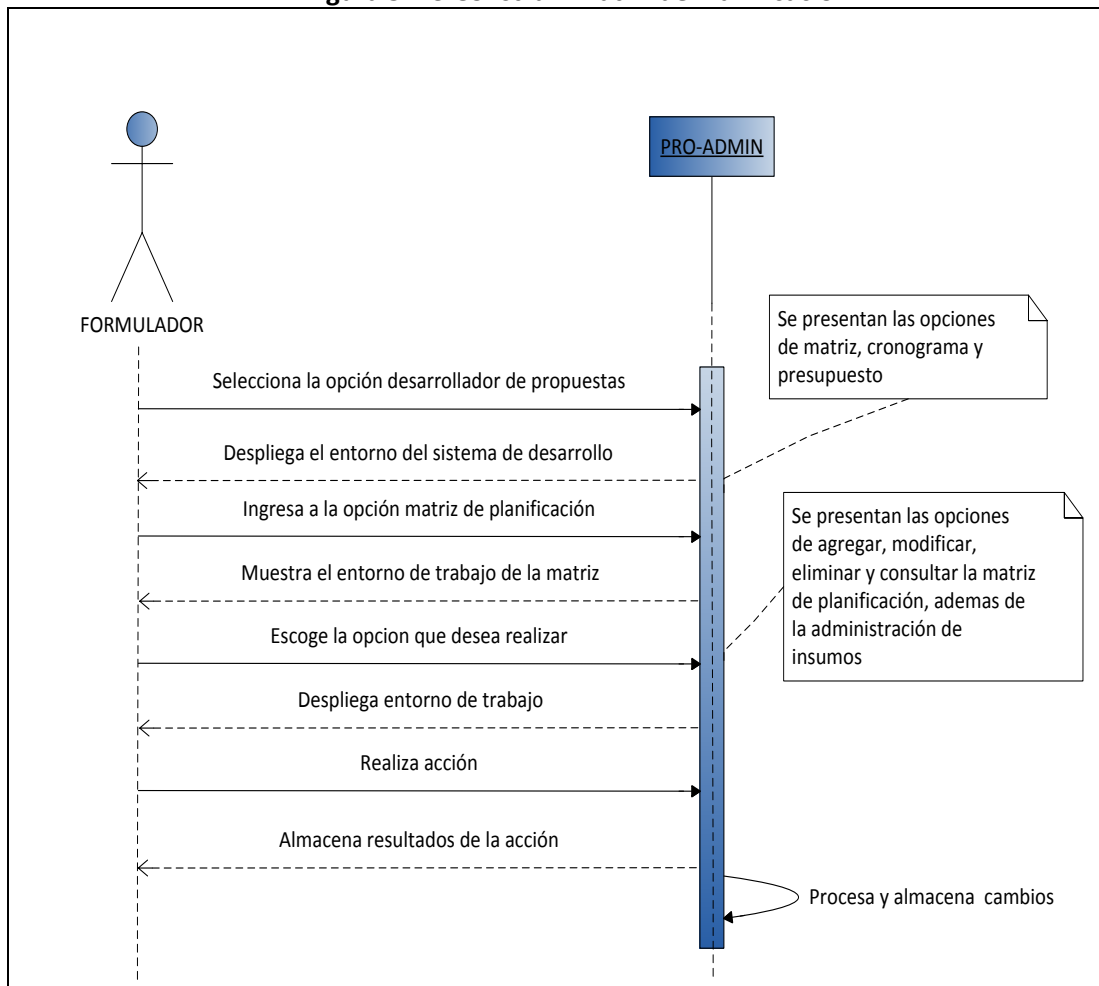 PRO-ADMIN
FORMULADOR
Se presentan las opciones
de matriz, cronograma y
presupuesto
Selecciona la opción desarrollador de propuestas
Despliega el entorno del sistema de desarrollo
Ingresa a la opción matriz de planificación
Se presentan las opciones
de agregar, modificar,
eliminar y consultar la matriz
de planificación, ademas de
la administración de
insumos
Muestra el entorno de trabajo de la matriz
Escoge la opcion que desea realizar
Despliega entorno de trabajo
Realiza acción
Almacena resultados de la acción
Procesa y almacena cambios